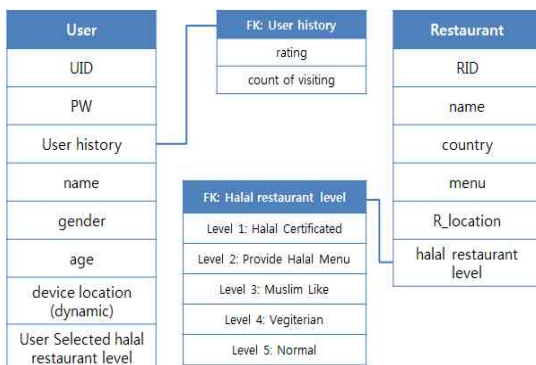 User
UID
PW
User history
name
gender
age
device location
(dynamic)
User Selected halal
restaurant level
FK: User history
rating
count of visiting
FK: Halal restaurant level
Level 1: Halal Certificated
Level 2: Provide Halal Menu
Level 3: Muslim Like
Level 4: Vegiterian
Level 5: Normal
Restaurant
RID
name
country
menu
R_location
halal restaurant
level